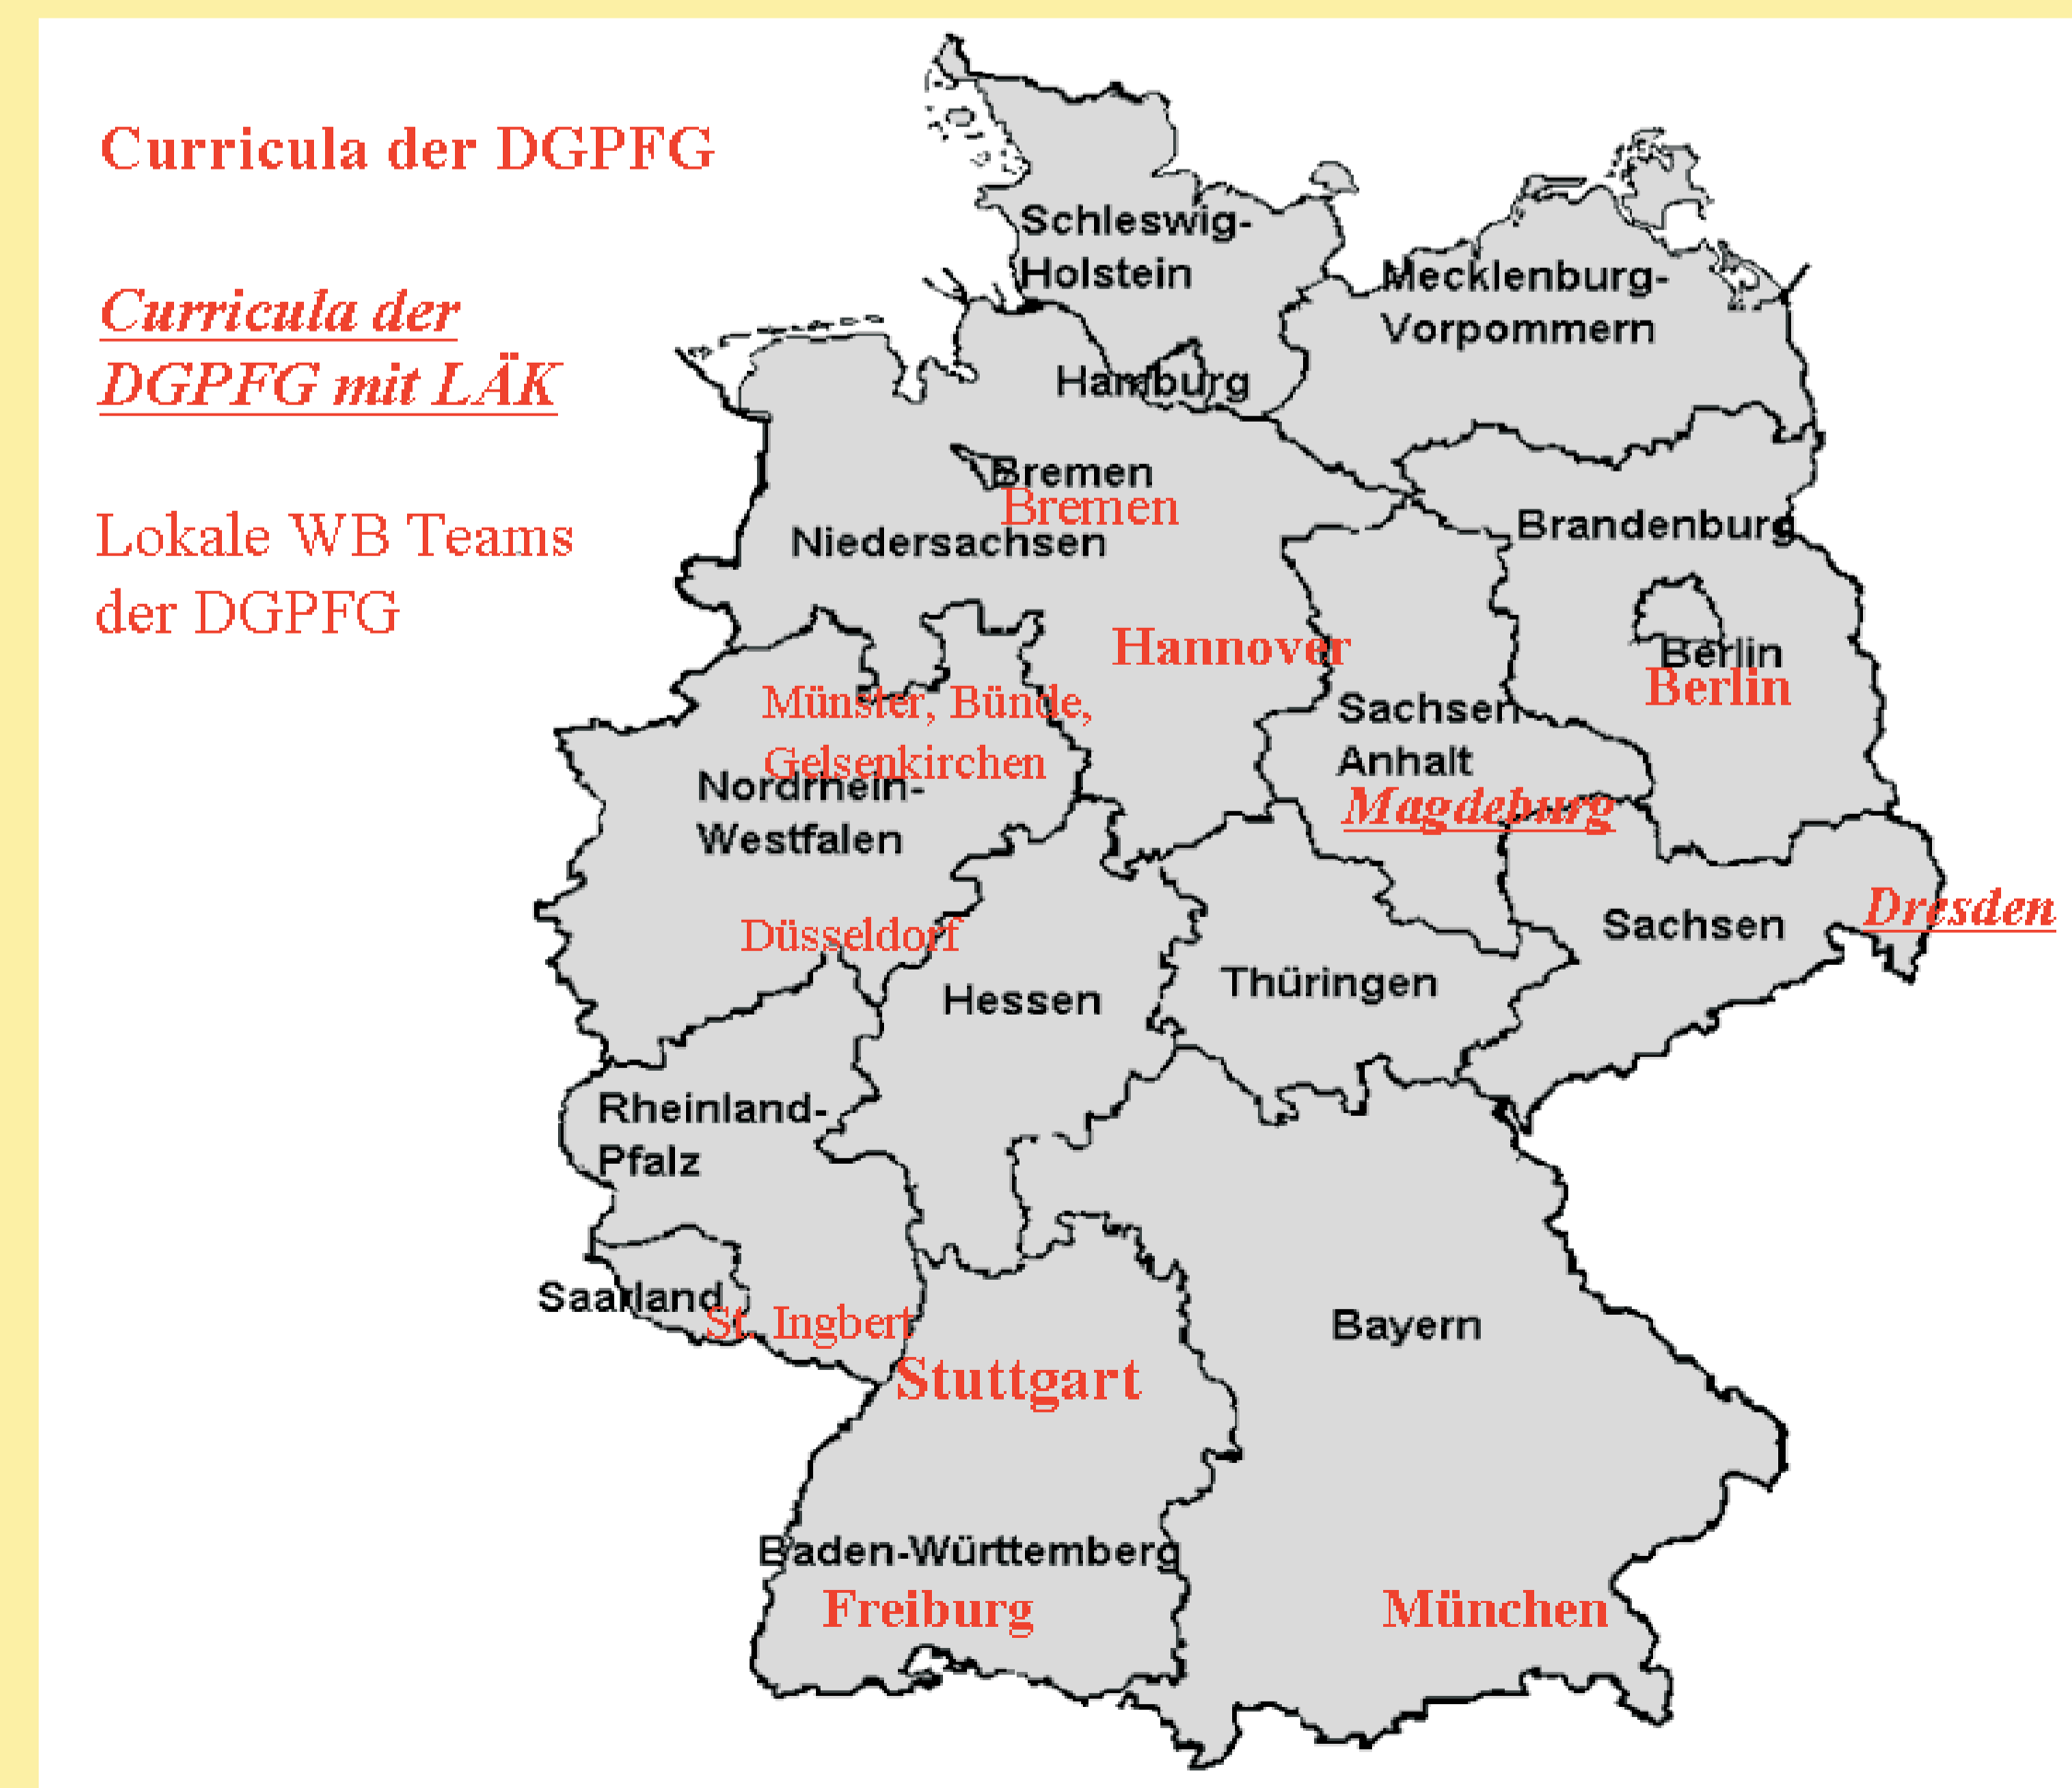 Curricula der DGPFG
Curricula der
DGPFG mit LÄK
Lokale WB Teams
der DGPFG
Schleswig-
Holstein
Mecklenburg-
Vorpommern
Hamburg
Bremen
Bremen
Niedersachsen
Brandenburg
Hannover
Berlin
Berlin
Münster, Bünde,
Gelsenkirchen
Nordrhein-
Westfalen
Sachsen
Anhalt
Magdeburg
Düsseldorf
Dresden
Sachsen
Hessen
Thüringen
Rheinland-
Pfalz
Saarland
St. Ingbert
Stuttgart
Bayern
Baden-Württemberg
Freiburg
München